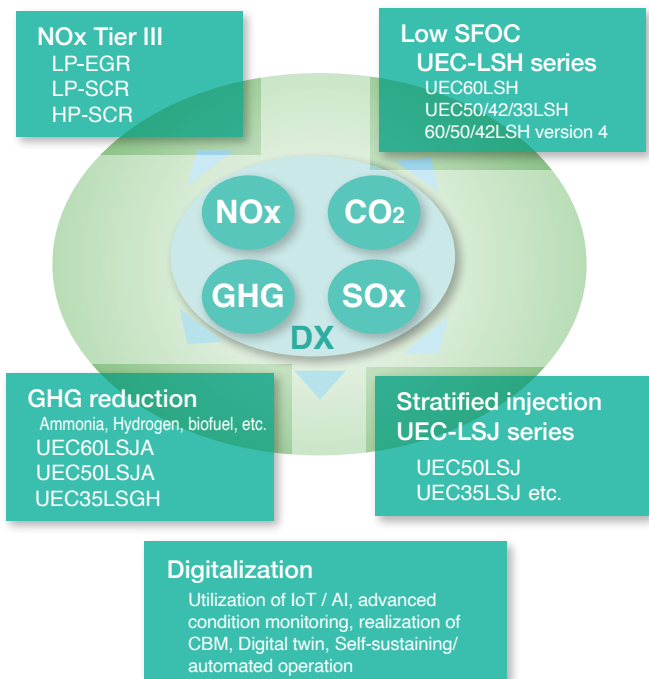 NOx Tier III
LP-EGR
LP-SCR
HP-SCR
Low SFOC
UEC-LSH series
UEC60LSH
UEC50/42/33LSH
60/50/42LSH version 4
NOx
CO₂
GHG
SOx
DX
GHG reduction
Ammonia, Hydrogen, biofuel, etc.
UEC60LSJA
UEC50LSJA
UEC35LSGH
Stratified injection
UEC-LSJ series
UEC50LSJ
UEC35LSJ etc.
Digitalization
Utilization of IoT / AI, advanced
condition monitoring, realization of
CBM, Digital twin, Self-sustaining/
automated operation